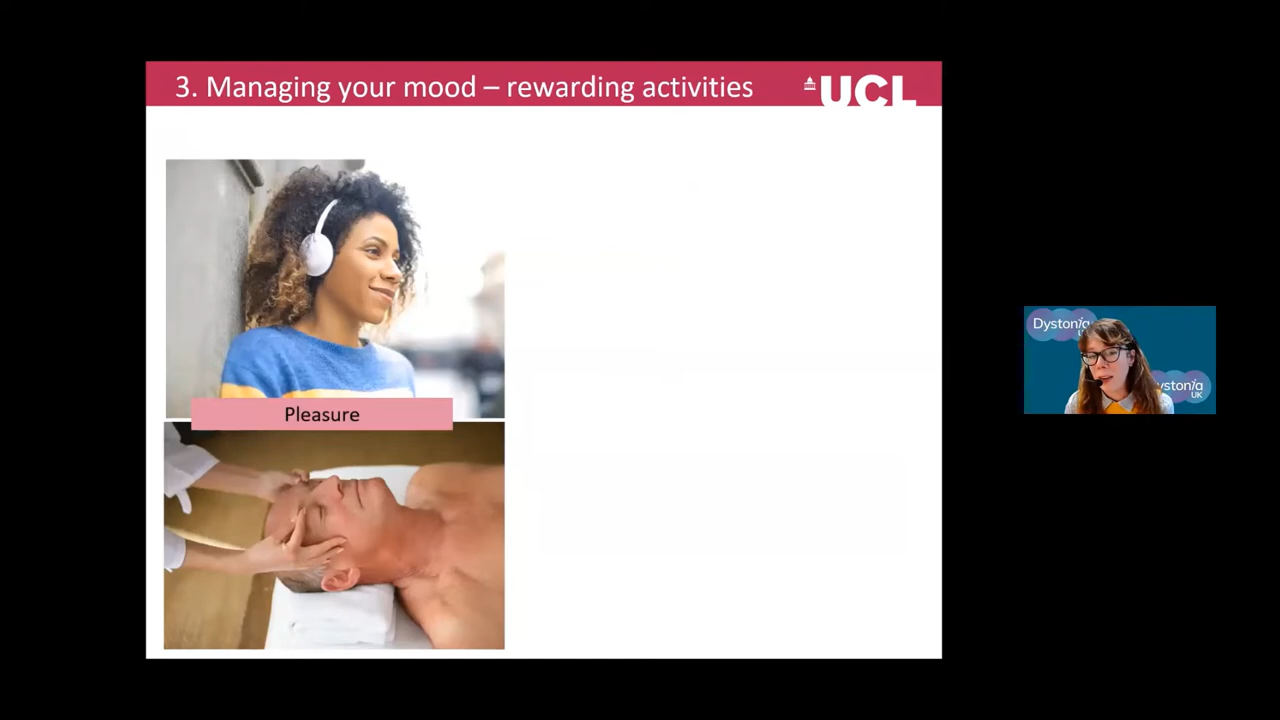 3. Managing your mood – rewarding activities
UCL
Pleasure
Dystonia
U
ystonia
UK